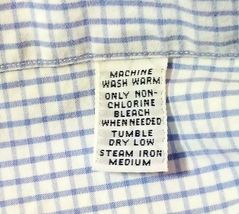 MACHINE
WASH WARM
ONLY NON-
CHLORINE
BLEACH
WHEN NEEDED
TUMBLE
DRY LOW
STEAM IRON
MEDIUM